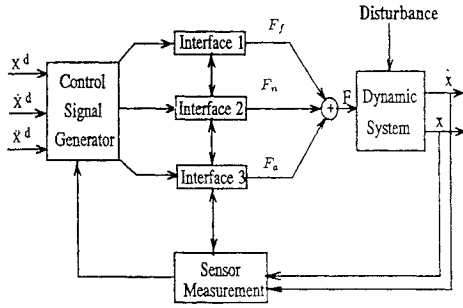 Disturbance
Interface 1
F_f
X^d
Ẋ^d
Ẍ^d
Control
Signal
Generator
Interface 2
F_n
+
F
Dynamic
System
ẋ
x
Interface 3
F_a
Sensor
Measurement